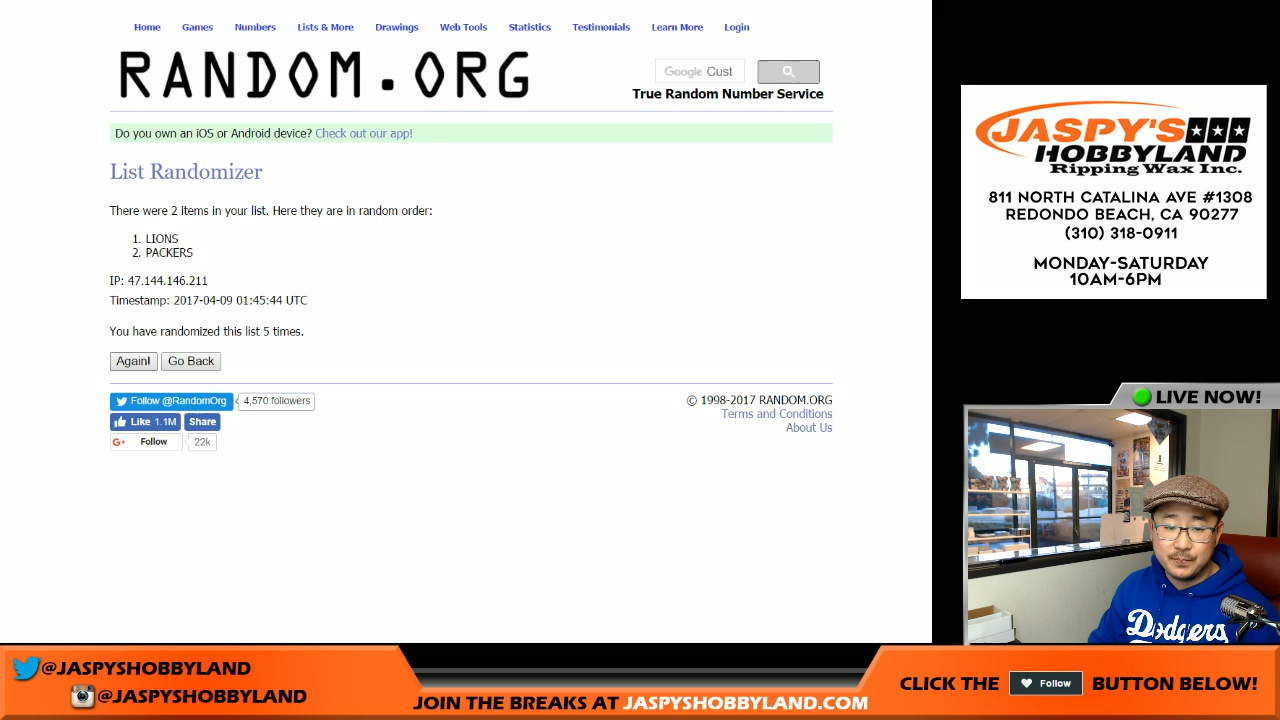 Home Games Numbers Lists & More Drawings Web Tools Statistics Testimonials Learn More Login
RANDOM.ORG
Google Cust
True Random Number Service
Do you own an iOS or Android device? Check out our app!
List Randomizer
There were 2 items in your list. Here they are in random order:
1. LIONS
2. PACKERS
IP: 47.144.146.211
Timestamp: 2017-04-09 01:45:44 UTC
You have randomized this list 5 times.
Again! Go Back
Follow @RandomOrg 4,570 followers
Like 1.1M Share
G+ Follow 22k
© 1998-2017 RANDOM.ORG
Terms and Conditions
About Us
JASPY'S
HOBBYLAND
Ripping Wax Inc.
811 NORTH CATALINA AVE #1308
REDONDO BEACH, CA 90277
(310) 318-0911
MONDAY-SATURDAY
10AM-6PM
LIVE NOW!
Dodgers
@JASPYSHOBBYLAND
@JASPYSHOBBYLAND
JOIN THE BREAKS AT JASPYSHOBBYLAND.COM
CLICK THE Follow BUTTON BELOW!